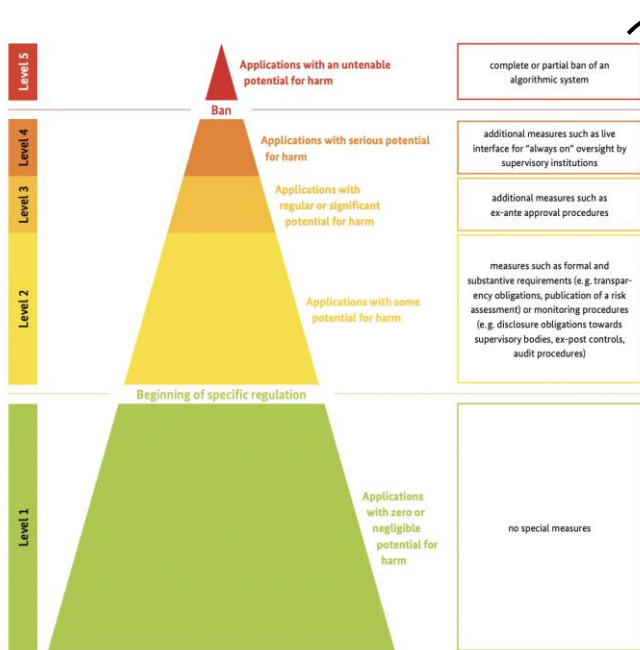 Level 5
Applications with an untenable
potential for harm
complete or partial ban of an
algorithmic system
Ban
Level 4
Applications with serious potential
for harm
additional measures such as live
interface for “always on” oversight by
supervisory institutions
Level 3
Applications with
regular or significant
potential for harm
additional measures such as
ex-ante approval procedures
Level 2
Applications with some
potential for harm
measures such as formal and
substantive requirements (e.g. transpar-
ency obligations, publication of a risk
assessment) or monitoring procedures
(e.g. disclosure obligations towards
supervisory bodies, ex-post controls,
audit procedures)
Beginning of specific regulation
Level 1
Applications
with zero or
negligible
potential for
harm
no special measures